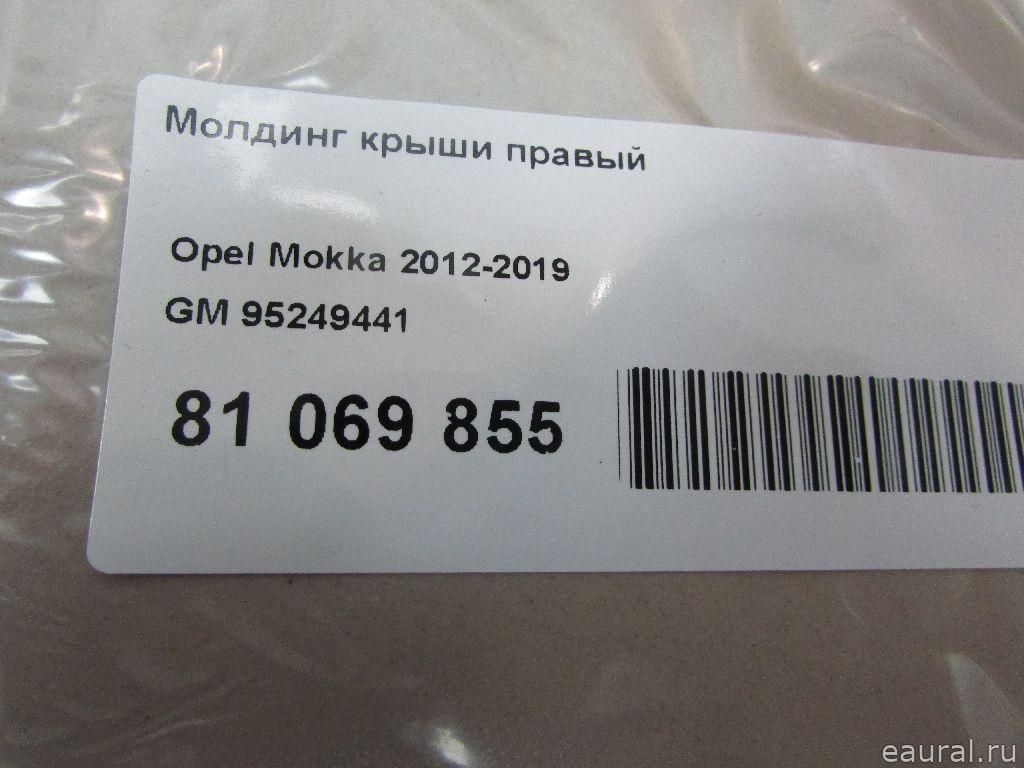 Молдинг крыши правый
Opel Mokka 2012-2019
GM 95249441
81 069 855
eaural.ru